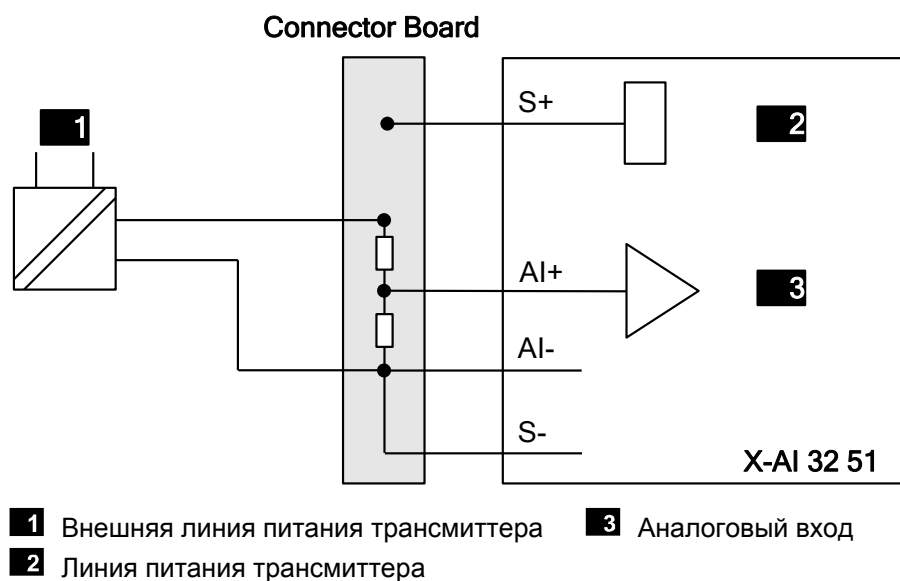 Connector Board
S+
1
2
AI+
3
AI-
S-
X-AI 32 51
1 Внешняя линия питания трансмиттера
3 Аналоговый вход
2 Линия питания трансмиттера